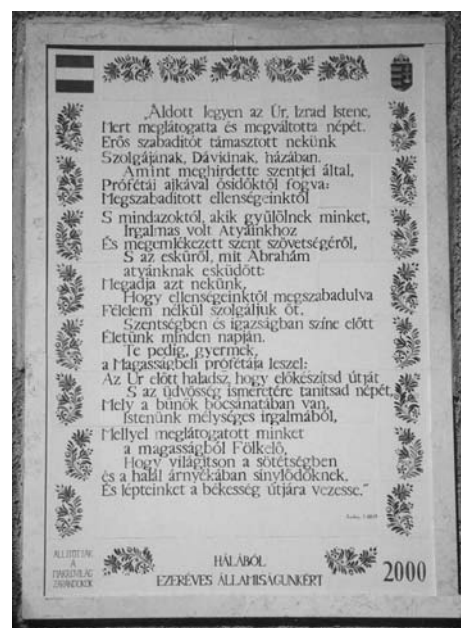 „Áldott legyen az Úr, Izrael Istene,
Mert meglátogatta és megváltotta népét.
Erős szabadítót támasztott nekünk
Szolgájának, Dávidnak, házában.
Amint meghirdette szentjei által,
Prófétái ajkával ősidőktől fogva:
Megszabadított ellenségeinktől
S mindazoktól, akik gyűlölnek minket,
Irgalmas volt Atyáinkhoz
És megemlékezett szent szövetségéről,
S az esküről, mit Ábrahám
atyánknak esküdött:
Megadja azt nekünk,
Hogy ellenségeinktől megszabadulva
Félelem nélkül szolgáljuk őt,
Szentségben és igazságban színe előtt
Életünk minden napján.
Te pedig, gyermek,
a Magasságbeli prófétája leszel:
Az Úr előtt haladsz, hogy előkészítsd útját
S az üdvösség ismeretére tanítsad népét,
Mely a bűnök bocsánatában van,
Istenünk mélységes irgalmából,
Mellyel meglátogatott minket
a magasságból Fölkelő,
Hogy világítson a sötétségben
és a halál árnyékában sínylődőknek,
És lépteinket a békesség útjára vezesse.”
ÁLLÍTOTTÁK
A
MAKOVILÁG
ZARÁNDOKOK
HÁLÁBÓL
EZERÉVES ÁLLAMISÁGUNKÉRT
2000